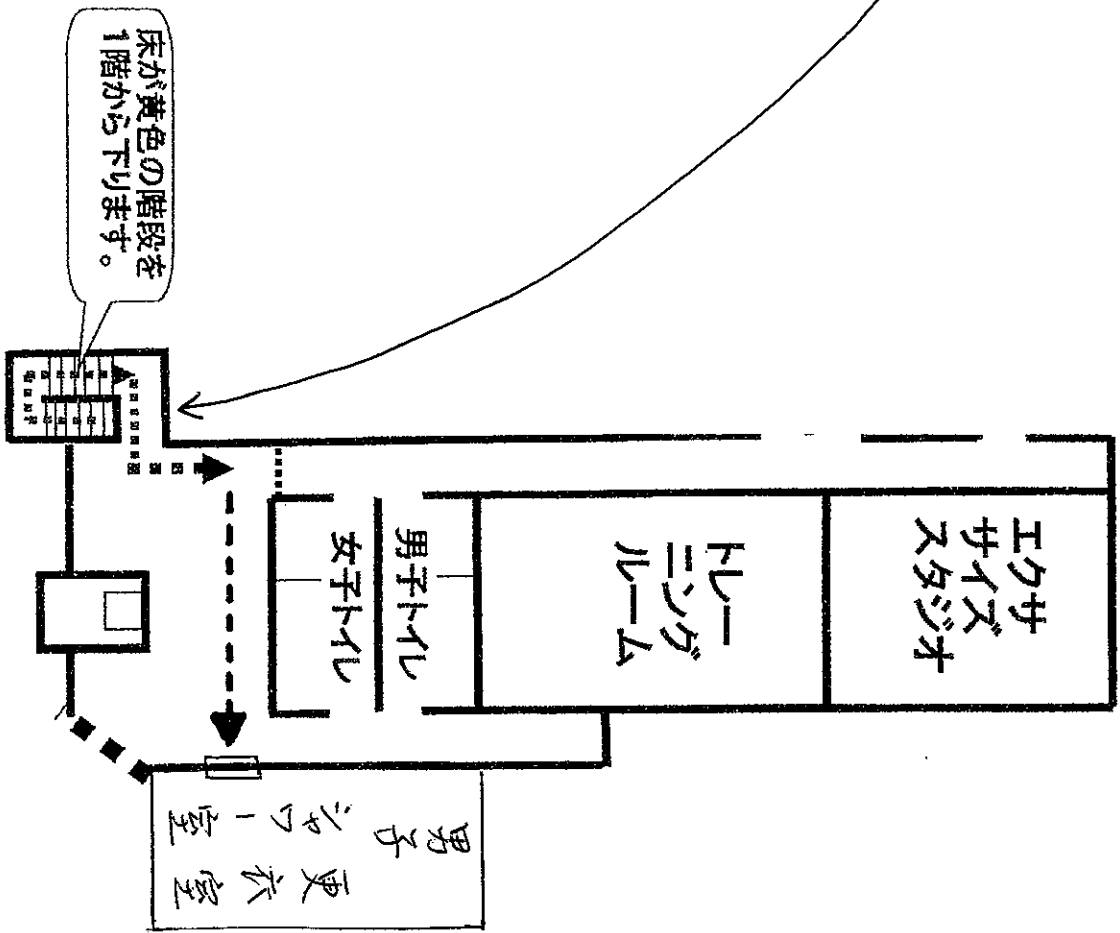 床が黄色の階段を
1階から下ります。
エクサ
サイズ
スタジオ
トレー
ニング
ルーム
男子トイレ
女子トイレ
男子
シャワー室
更衣室